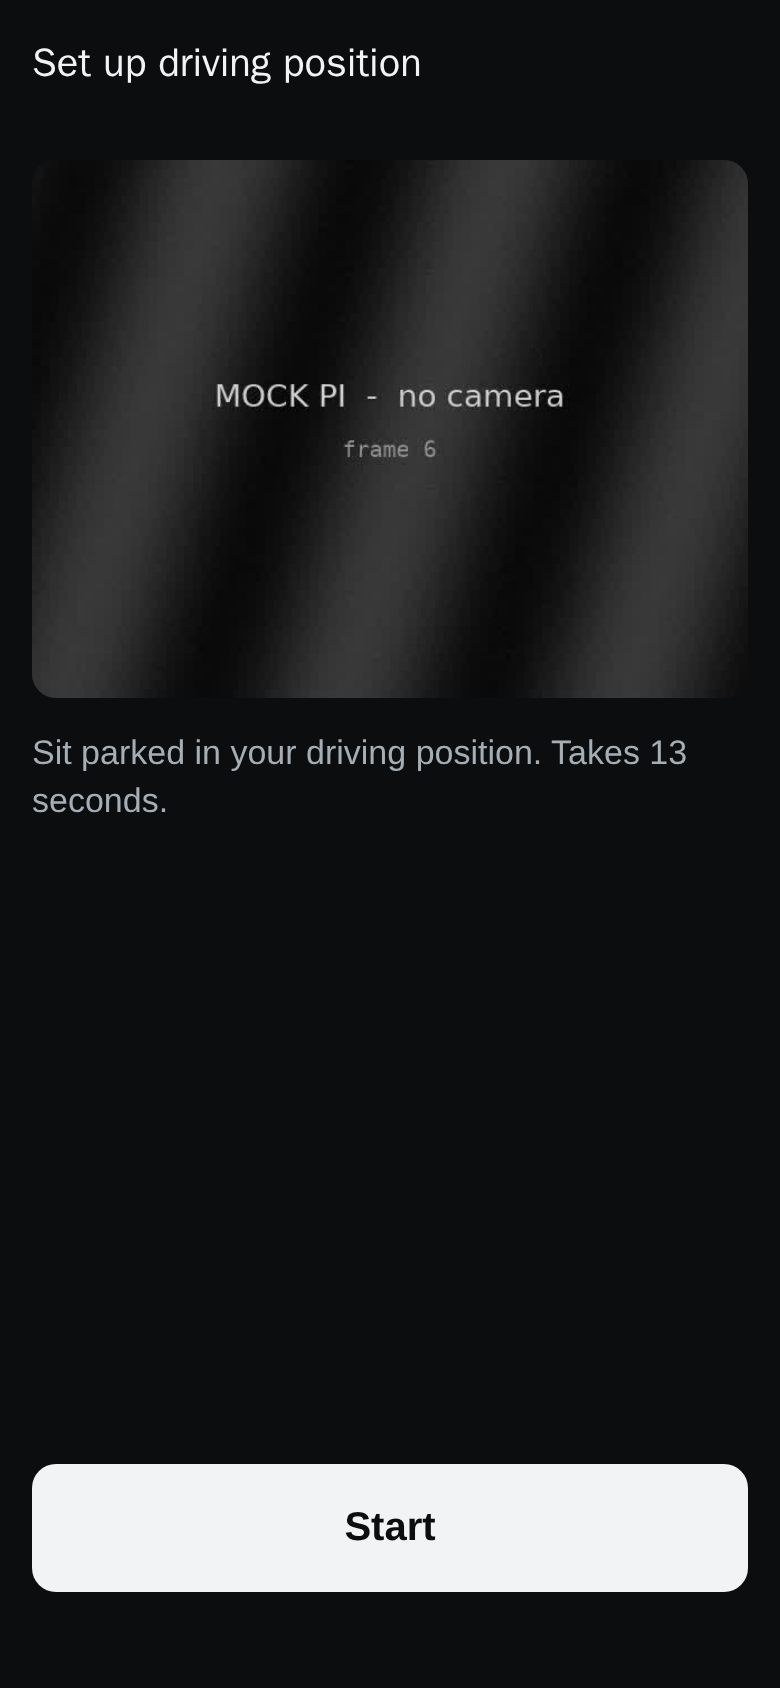 Set up driving position
MOCK PI - no camera
frame 6
Sit parked in your driving position. Takes 13
seconds.
Start